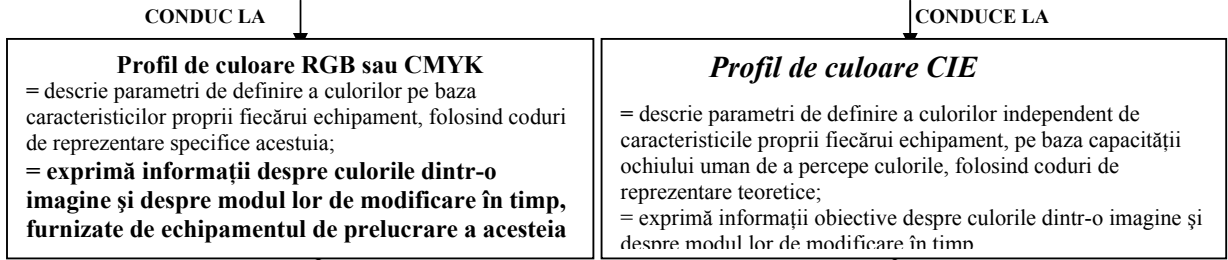 CONDUC LA
CONDUCE LA
Profil de culoare RGB sau CMYK
= descrie parametri de definire a culorilor pe baza
caracteristicilor proprii fiecărui echipament, folosind coduri
de reprezentare specifice acestuia;
= exprimă informații despre culorile dintr-o
imagine şi despre modul lor de modificare în timp,
furnizate de echipamentul de prelucrare a acesteia
Profil de culoare CIE
= descrie parametri de definire a culorilor independent de
caracteristicile proprii fiecărui echipament, pe baza capacității
ochiului uman de a percepe culorile, folosind coduri de
reprezentare teoretice;
= exprimă informații obiective despre culorile dintr-o imagine şi
despre modul lor de modificare în timp